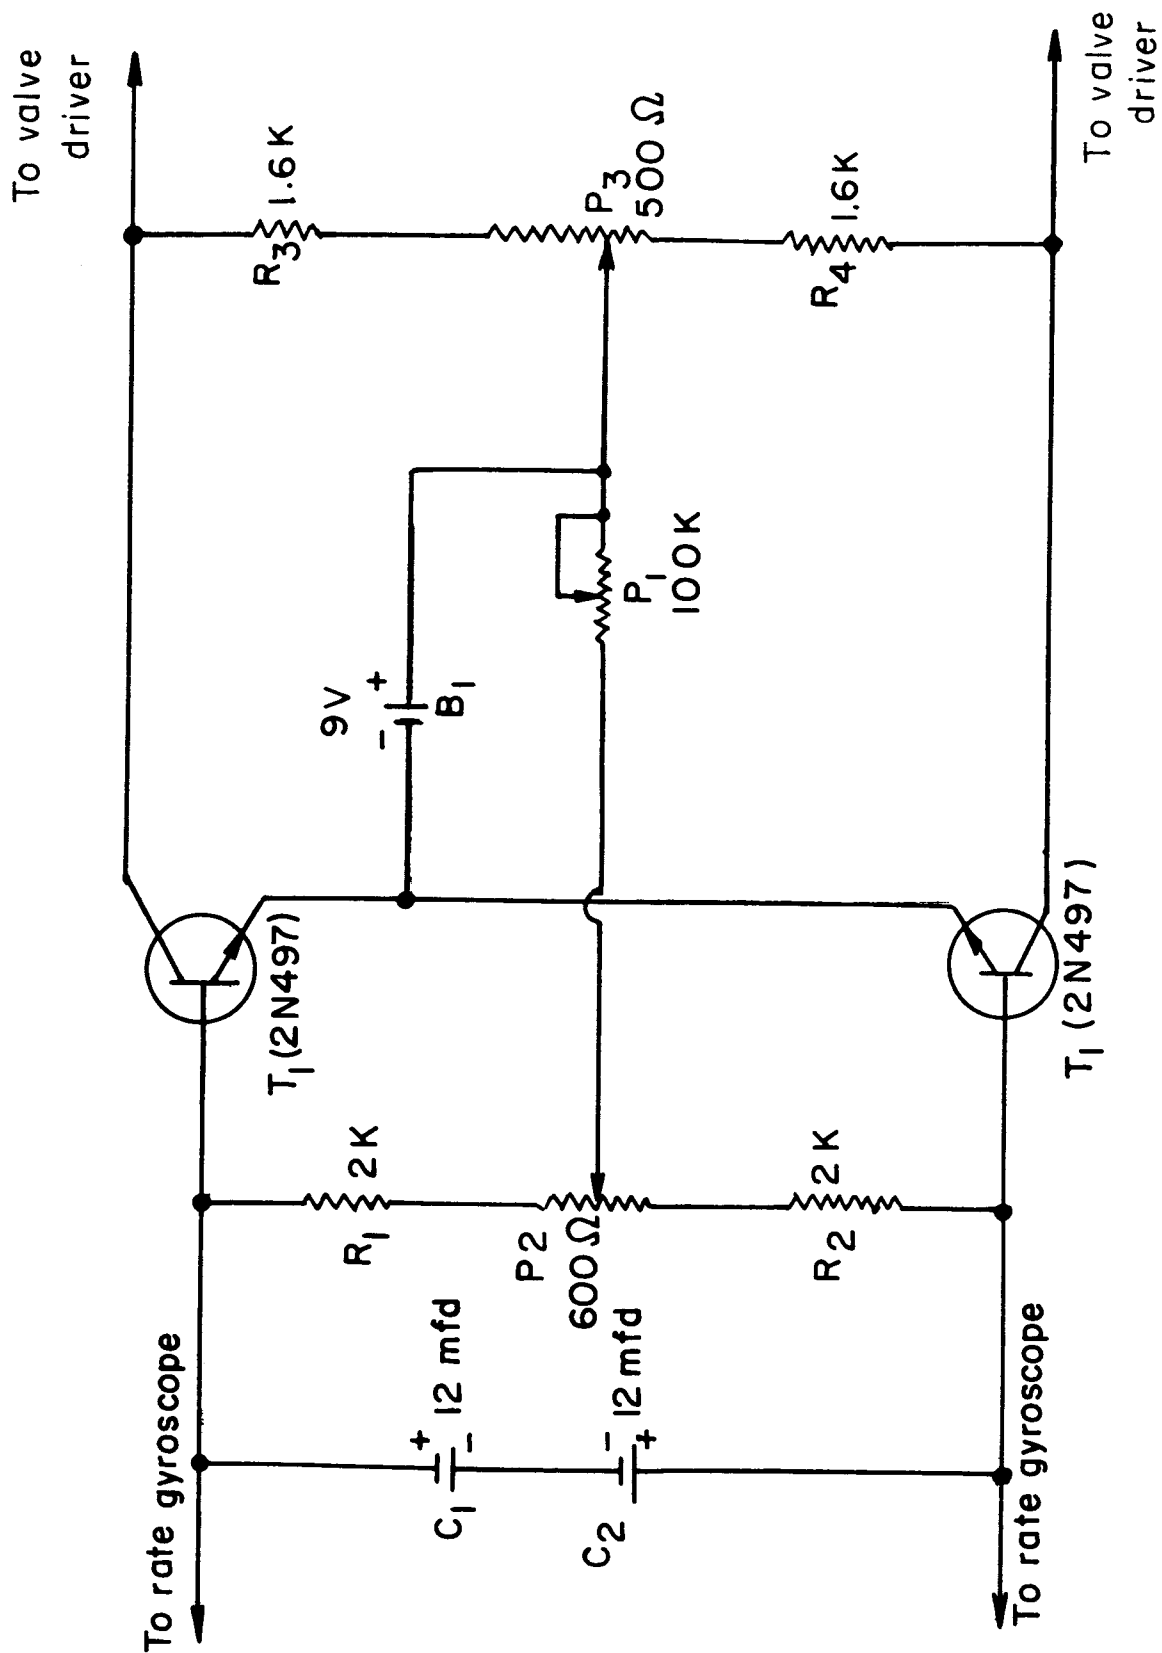 To valve
driver
R3
1.6K
P3
500 Ω
R4
1.6K
To valve
driver
9V
- +
B1
P1
100K
T1(2N497)
T1 (2N497)
R1
2K
P2
600Ω
R2
2K
To rate gyroscope
C1
+
-
12 mfd
C2
-
+
12 mfd
To rate gyroscope